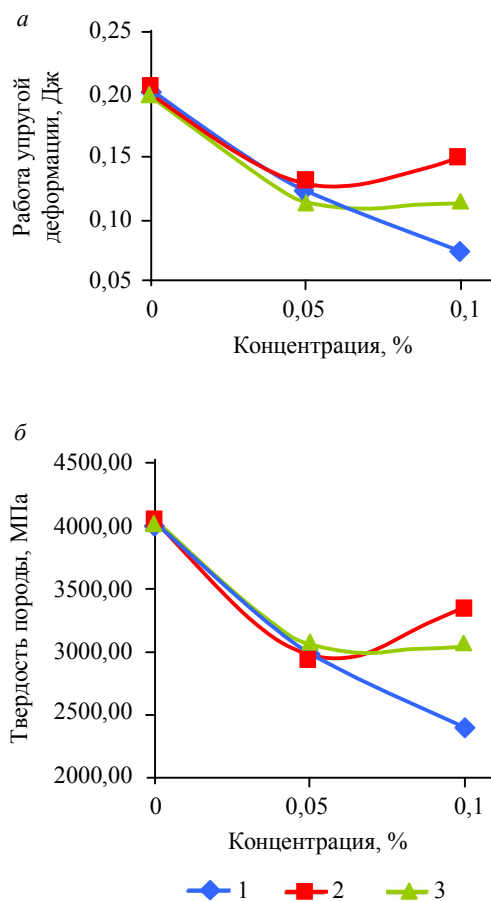 а
0,25
0,20
0,15
0,10
0,05
Работа упругой
деформации, Дж
0
0,05
0,1
Концентрация, %
б
4500,00
4000,00
3500,00
3000,00
2500,00
2000,00
Твердость породы, МПа
0
0,05
0,1
Концентрация, %
1
2
3